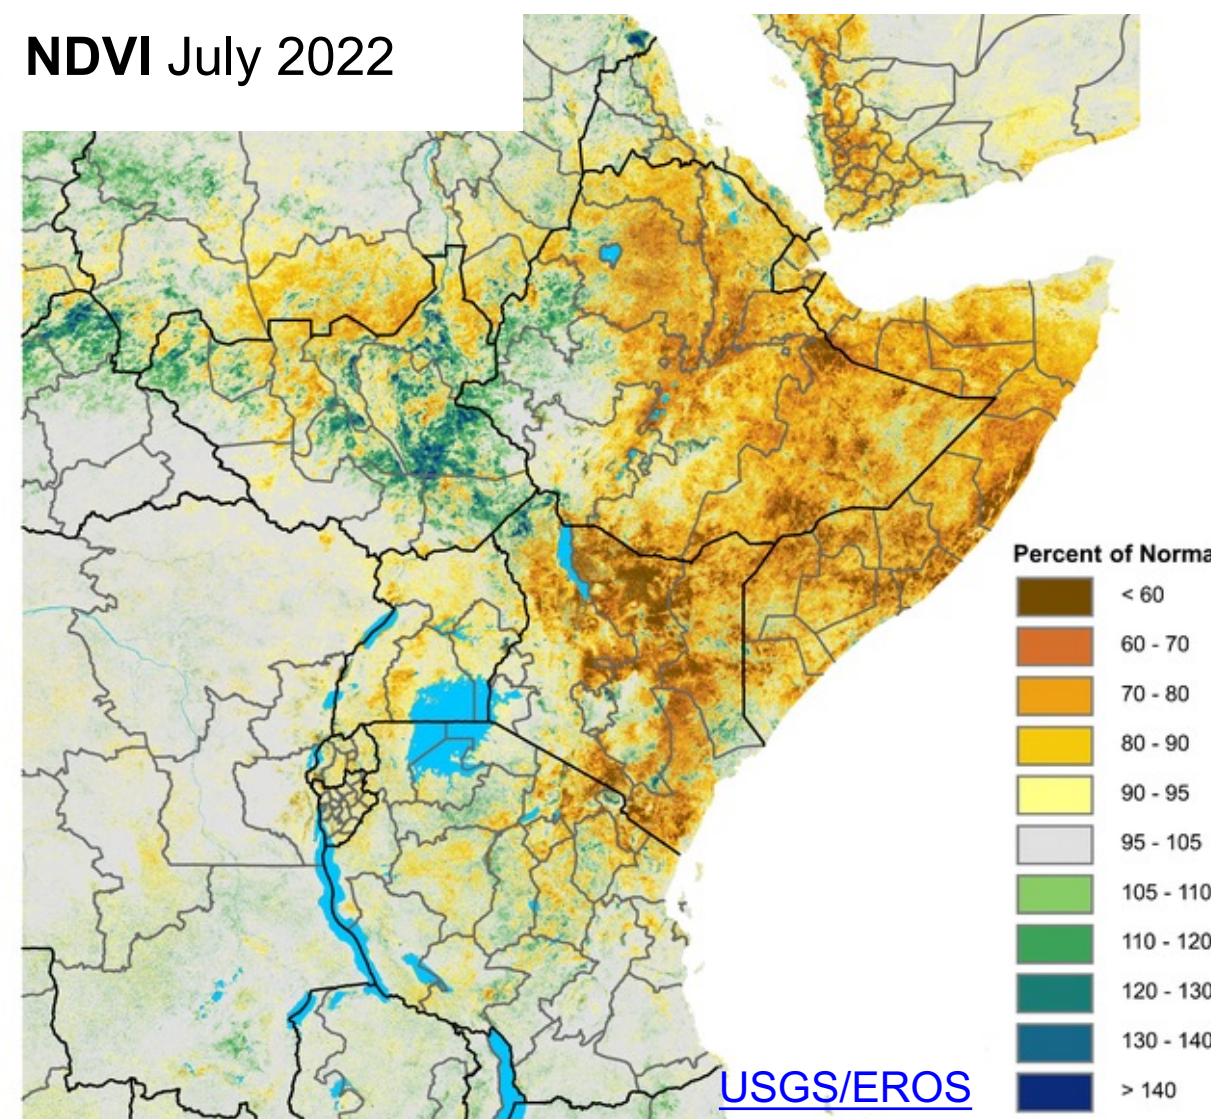 NDVI July 2022
Percent of Norma
< 60
60 - 70
70 - 80
80 - 90
90 - 95
95 - 105
105 - 110
110 - 120
120 - 130
130 - 140
> 140
USGS/EROS